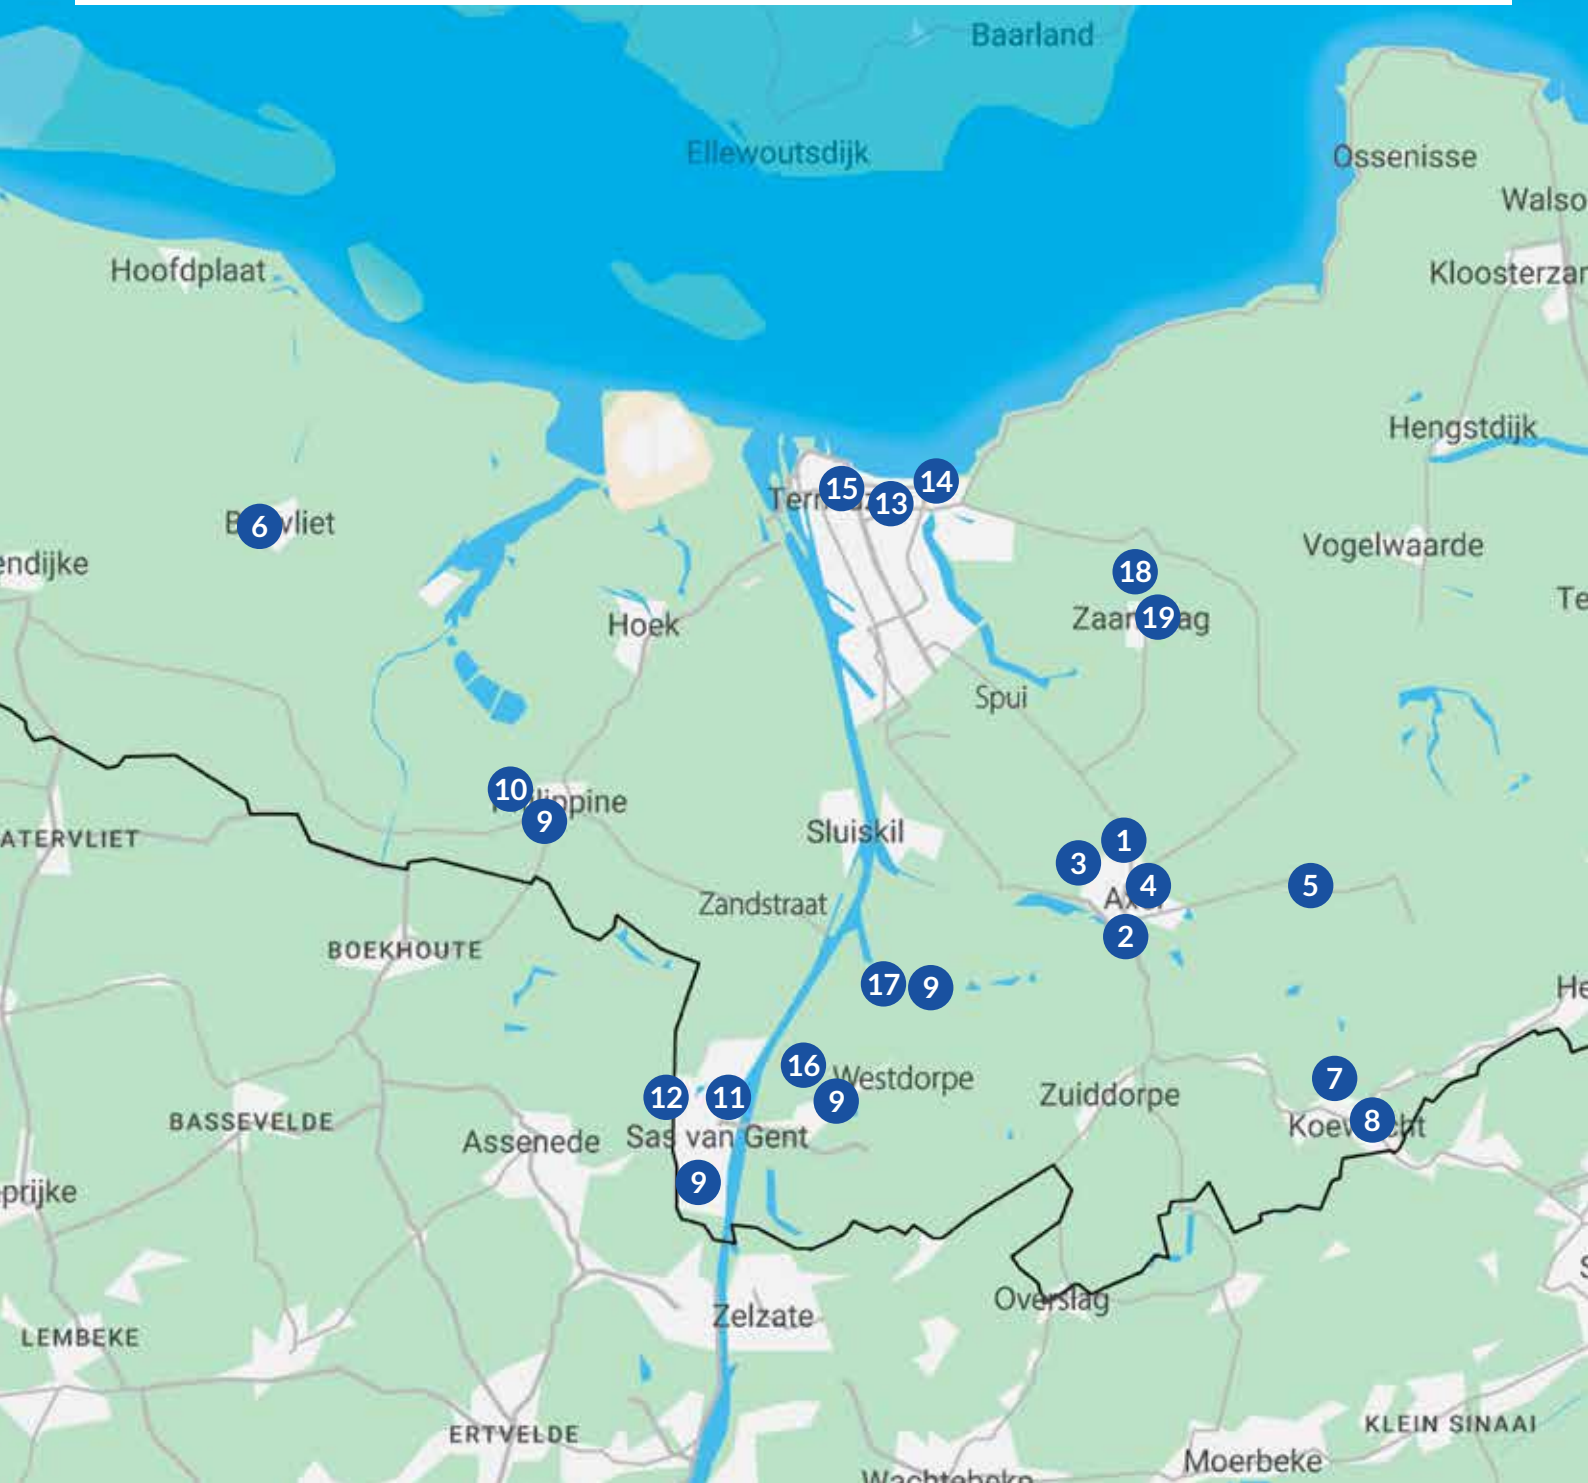 Baarland
Ellewoutsdijk
Ossenisse
Walso
Hoofdplaat
Kloosterzar
Hengstdijk
14
15
13
6
vliet
Vogelwaarde
endijke
18
Te
19
Hoek
Spui
10
ippine
9
ATERVLIET
Sluiskil
1
3
4
5
Zandstraat
2
BOEKHOUTE
17
9
He
16
Westdorpe
7
12
11
9
Zuiddorpe
8
BASSEVELDE
Assenede
Sas van Gent
9
prijke
Overslag
Zelzate
LEMBEKE
ERTVELDE
KLEIN SINAAI
Moerbeke